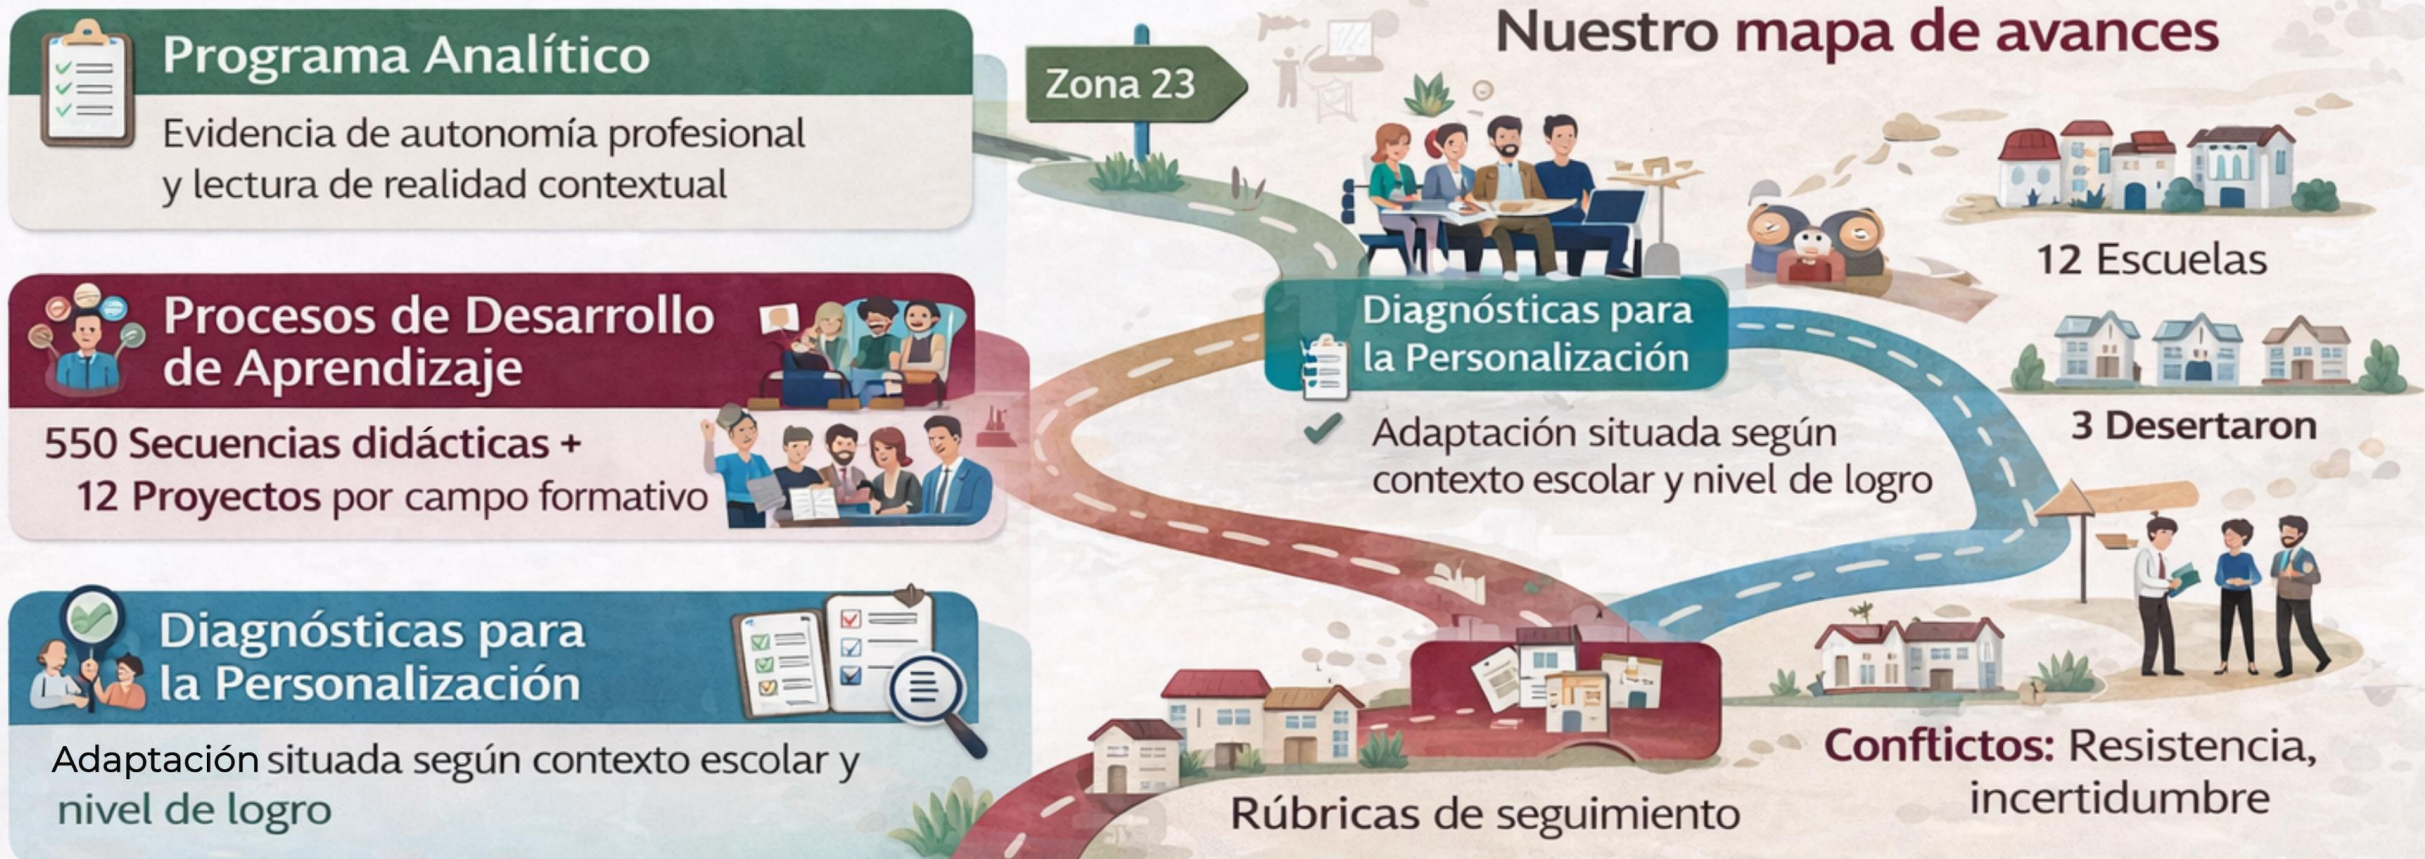 Programa Analítico
Evidencia de autonomía profesional
y lectura de realidad contextual
Procesos de Desarrollo
de Aprendizaje
550 Secuencias didácticas +
12 Proyectos por campo formativo
Diagnósticas para
la Personalización
Adaptación situada según contexto escolar y
nivel de logro
Nuestro mapa de avances
Zona 23
12 Escuelas
Diagnósticas para
la Personalización
Adaptación situada según
contexto escolar y nivel de logro
3 Desertaron
Rúbricas de seguimiento
Conflictos: Resistencia,
incertidumbre